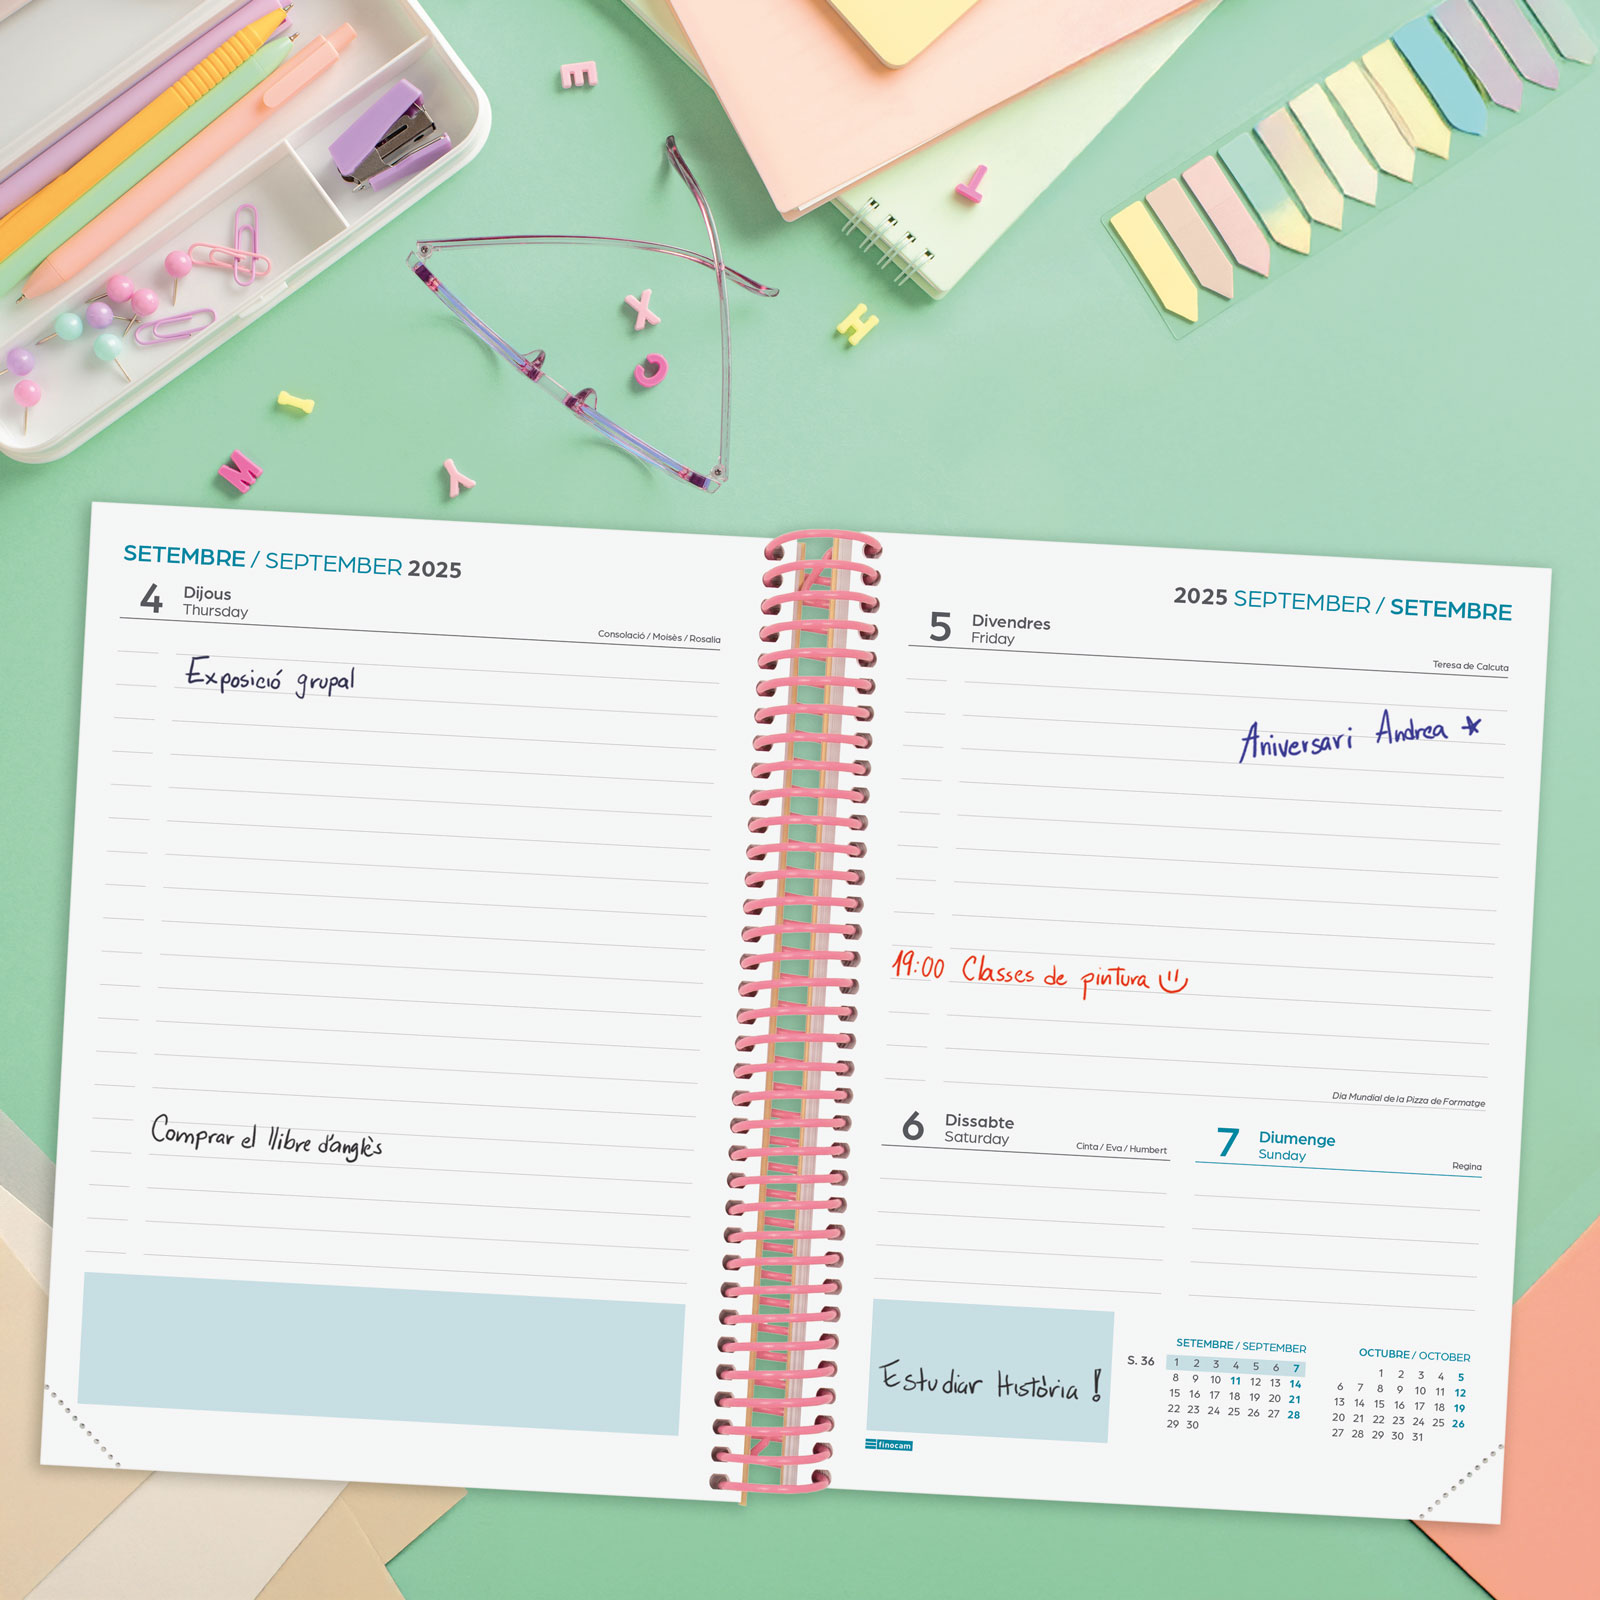 E
T
X
H
C
I
M
Y
SETEMBRE / SEPTEMBER 2025
4 Dijous
Thursday
Consolació / Moisès / Rosalia
Exposició grupal
Comprar el llibre d'anglès
2025 SEPTEMBER / SETEMBRE
5 Divendres
Friday
Teresa de Calcuta
Aniversari Andrea
19:00 Classes de pintura
Dia Mundial de la Pizza de Formatge
6 Dissabte
Saturday
Cinta / Eva / Humbert
7 Diumenge
Sunday
Regina
Estudiar Història !
finocam
SETEMBRE / SEPTEMBER
S. 36 1 2 3 4 5 6 7
8 9 10 11 12 13 14
15 16 17 18 19 20 21
22 23 24 25 26 27 28
29 30
OCTUBRE / OCTOBER
1 2 3 4 5
6 7 8 9 10 11 12
13 14 15 16 17 18 19
20 21 22 23 24 25 26
27 28 29 30 31